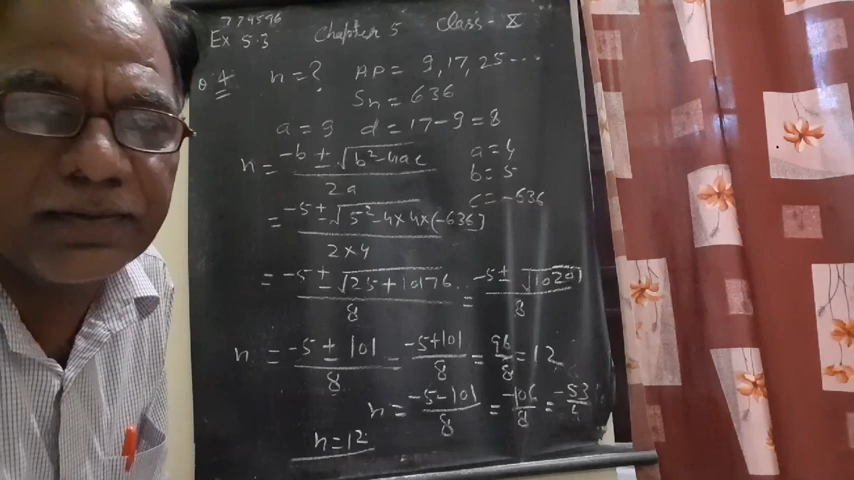 774596
Ex 5.3 Chapter 5 Class - X
Q.4 n = ? AP = 9, 17, 25 ...
Sn = 636
a = 9 d = 17 - 9 = 8
n = (-b ± √(b² - 4ac)) / 2a
a = 4
b = 5
c = -636
= (-5 ± √(5² - 4×4×(-636))) / 2×4
= (-5 ± √(25 + 10176)) / 8 = (-5 ± √10201) / 8
n = (-5 ± 101) / 8 = (-5 + 101) / 8 = 96/8 = 12
n = (-5 - 101) / 8 = -106/8 = -53/
n = 12